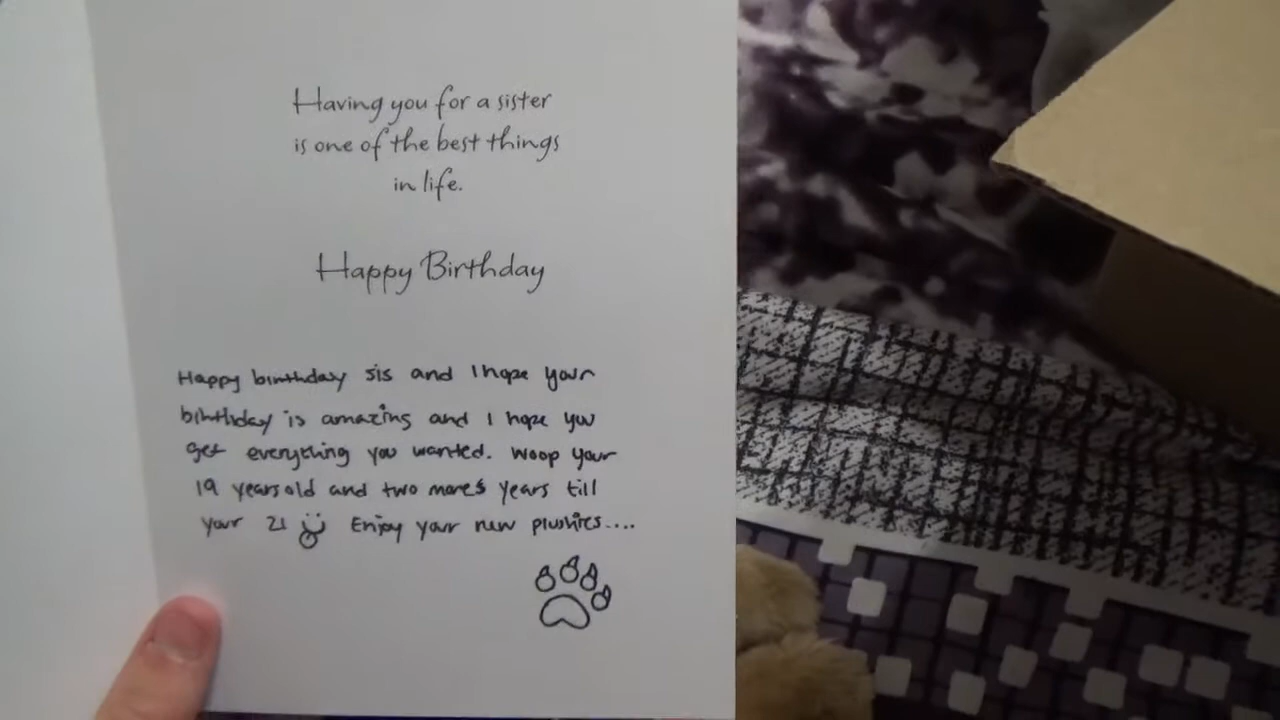 Having you for a sister
is one of the best things
in life.
Happy Birthday
Happy birthday sis and I hope your
birthday is amazing and I hope you
get everything you wanted. Woop your
19 years old and two mores years till
your 21 Enjoy your new plushies....